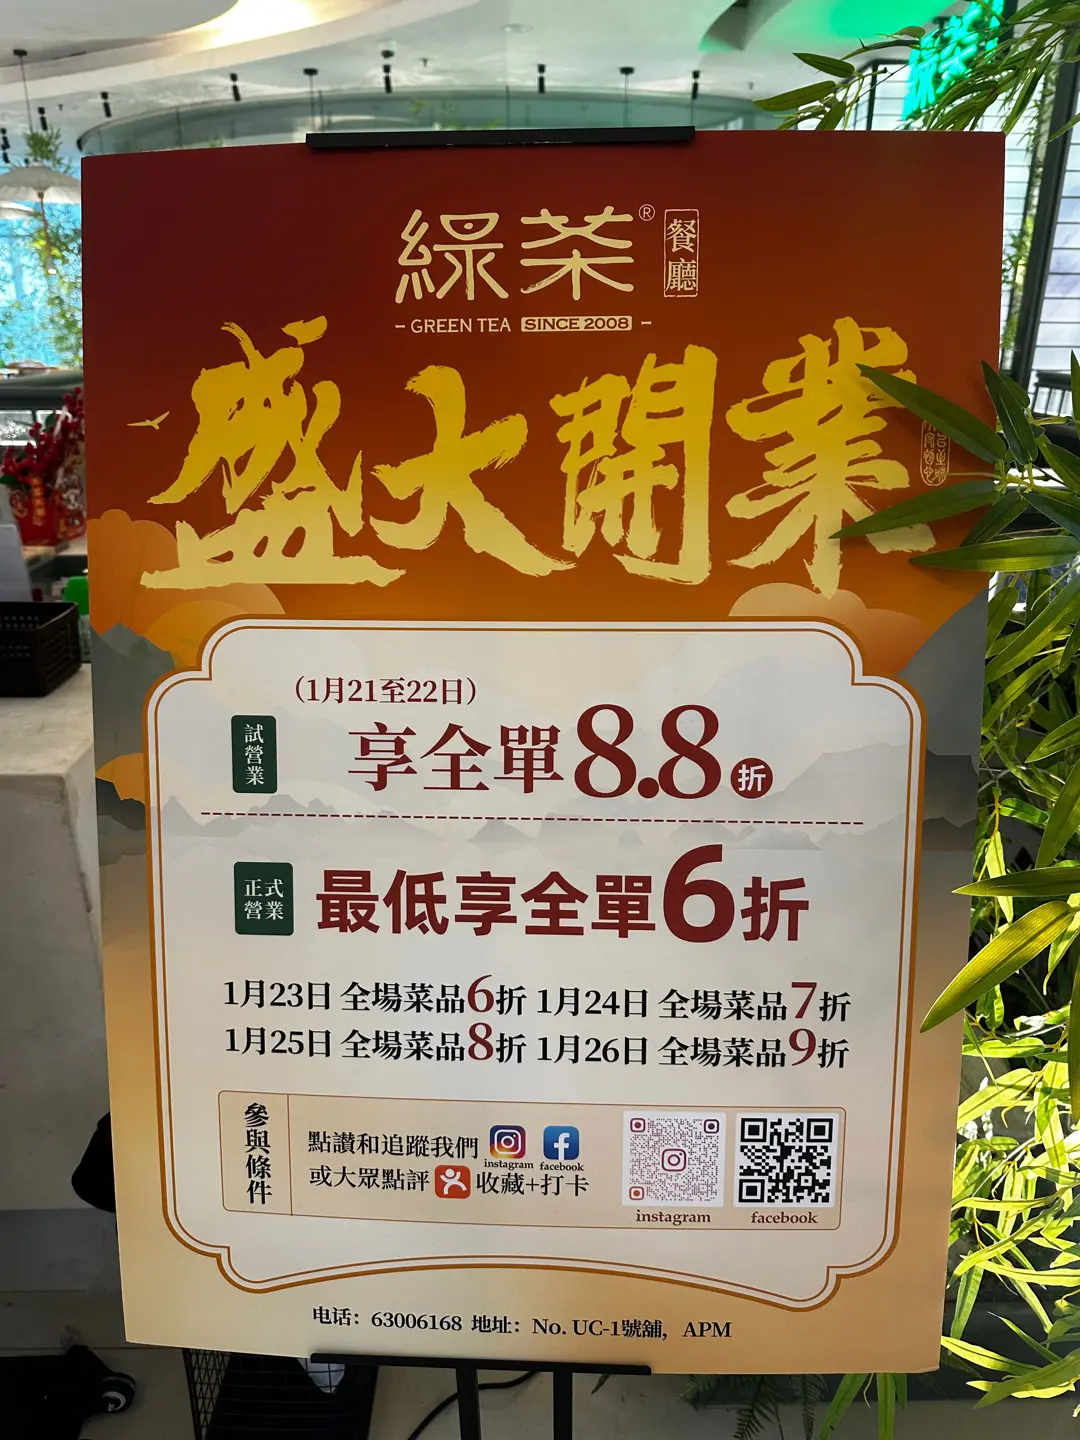 綠茶® 餐廳
- GREEN TEA SINCE 2008 -
盛大開業
(1月21至22日)
試營業 享全單8.8折
正式營業 最低享全單6折
1月23日 全場菜品6折 1月24日 全場菜品7折
1月25日 全場菜品8折 1月26日 全場菜品9折
參與條件
點讚和追蹤我們 instagram facebook
或大眾點評 收藏+打卡
instagram facebook
电话：63006168 地址：No. UC-1號舖，APM